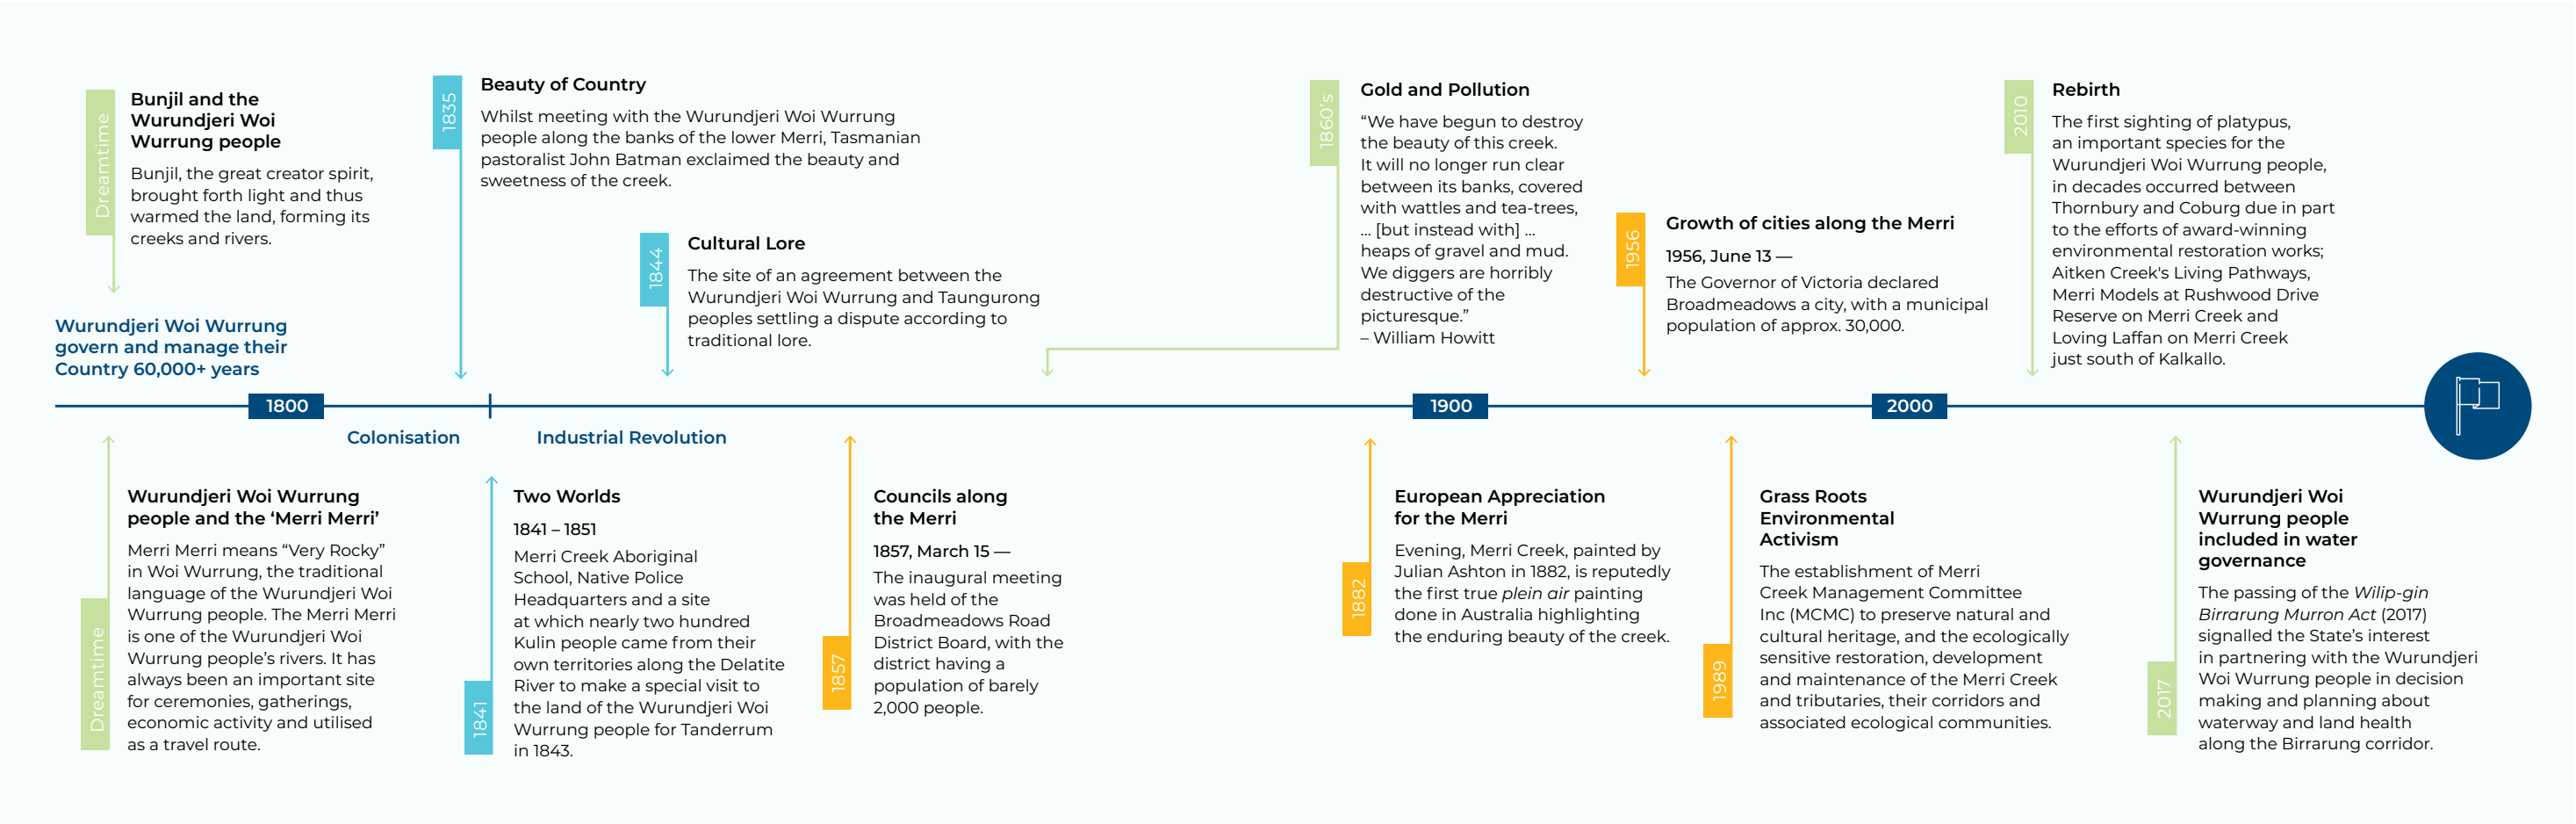 Dreamtime
Bunjil and the
Wurundjeri Woi
Wurrung people
Bunjil, the great creator spirit,
brought forth light and thus
warmed the land, forming its
creeks and rivers.
1835
Beauty of Country
Whilst meeting with the Wurundjeri Woi Wurrung
people along the banks of the lower Merri, Tasmanian
pastoralist John Batman exclaimed the beauty and
sweetness of the creek.
1844
Cultural Lore
The site of an agreement between the
Wurundjeri Woi Wurrung and Taungurong
peoples settling a dispute according to
traditional lore.
1860's
Gold and Pollution
“We have begun to destroy
the beauty of this creek.
It will no longer run clear
between its banks, covered
with wattles and tea-trees,
... [but instead with] ...
heaps of gravel and mud.
We diggers are horribly
destructive of the
picturesque.”
– William Howitt
1956
Growth of cities along the Merri
1956, June 13 —
The Governor of Victoria declared
Broadmeadows a city, with a municipal
population of approx. 30,000.
2010
Rebirth
The first sighting of platypus,
an important species for the
Wurundjeri Woi Wurrung people,
in decades occurred between
Thornbury and Coburg due in part
to the efforts of award-winning
environmental restoration works;
Aitken Creek's Living Pathways,
Merri Models at Rushwood Drive
Reserve on Merri Creek and
Loving Laffan on Merri Creek
just south of Kalkallo.
Wurundjeri Woi Wurrung
govern and manage their
Country 60,000+ years
1800
1900
2000
Colonisation
Industrial Revolution
Dreamtime
Wurundjeri Woi Wurrung
people and the ‘Merri Merri’
Merri Merri means “Very Rocky”
in Woi Wurrung, the traditional
language of the Wurundjeri Woi
Wurrung people. The Merri Merri
is one of the Wurundjeri Woi
Wurrung people's rivers. It has
always been an important site
for ceremonies, gatherings,
economic activity and utilised
as a travel route.
1841
Two Worlds
1841 – 1851
Merri Creek Aboriginal
School, Native Police
Headquarters and a site
at which nearly two hundred
Kulin people came from their
own territories along the Delatite
River to make a special visit to
the land of the Wurundjeri Woi
Wurrung people for Tanderrum
in 1843.
1857
Councils along
the Merri
1857, March 15 —
The inaugural meeting
was held of the
Broadmeadows Road
District Board, with the
district having a
population of barely
2,000 people.
1882
European Appreciation
for the Merri
Evening, Merri Creek, painted by
Julian Ashton in 1882, is reputedly
the first true plein air painting
done in Australia highlighting
the enduring beauty of the creek.
1989
Grass Roots
Environmental
Activism
The establishment of Merri
Creek Management Committee
Inc (MCMC) to preserve natural and
cultural heritage, and the ecologically
sensitive restoration, development
and maintenance of the Merri Creek
and tributaries, their corridors and
associated ecological communities.
2017
Wurundjeri Woi
Wurrung people
included in water
governance
The passing of the Wilip-gin
Birrarung Murron Act (2017)
signalled the State's interest
in partnering with the Wurundjeri
Woi Wurrung people in decision
making and planning about
waterway and land health
along the Birrarung corridor.